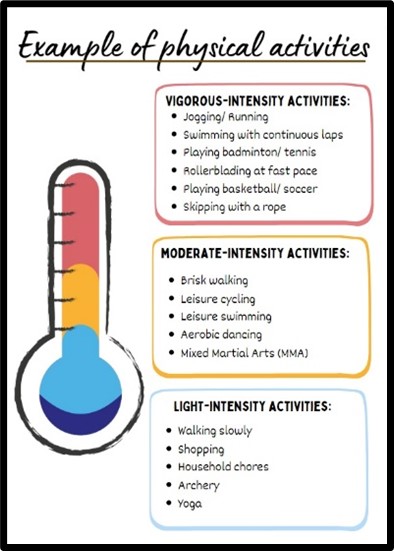 Example of physical activities
VIGOROUS-INTENSITY ACTIVITIES:
• Jogging/ Running
• Swimming with continuous laps
• Playing badminton/ tennis
• Rollerblading at fast pace
• Playing basketball/ soccer
• Skipping with a rope
MODERATE-INTENSITY ACTIVITIES:
• Brisk walking
• Leisure cycling
• Leisure swimming
• Aerobic dancing
• Mixed Martial Arts (MMA)
LIGHT-INTENSITY ACTIVITIES:
• Walking slowly
• Shopping
• Household chores
• Archery
• Yoga